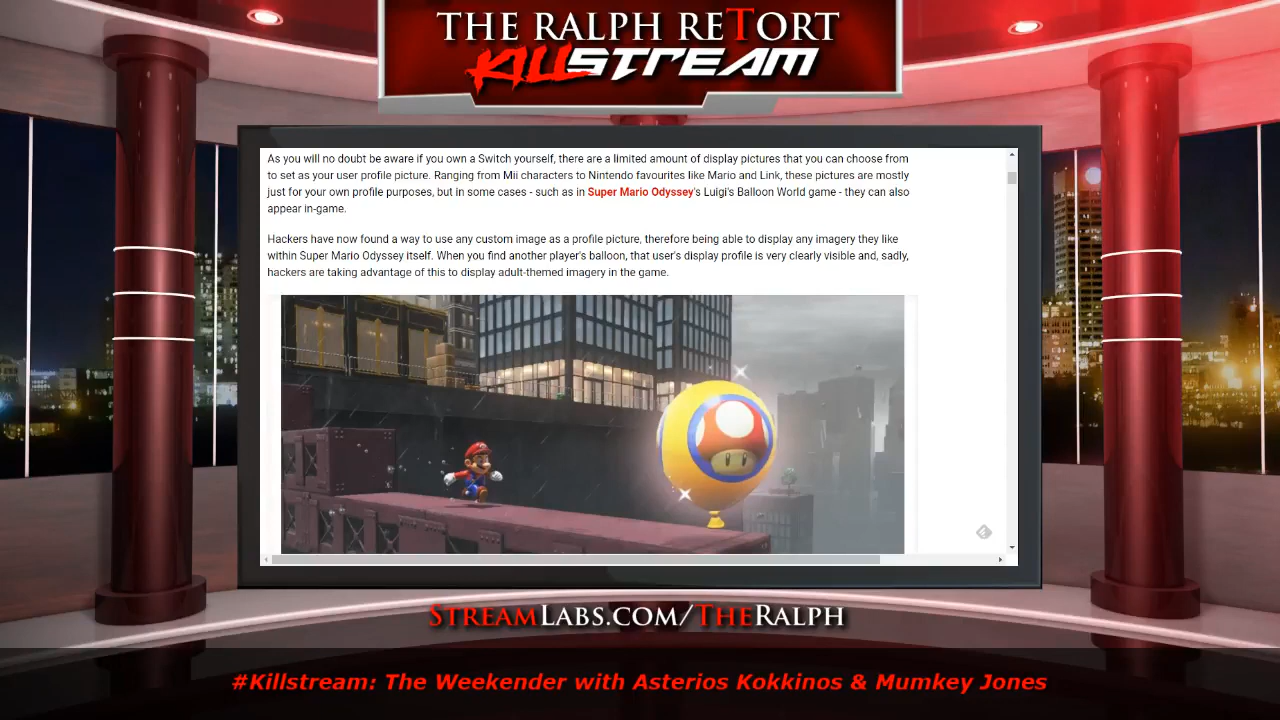 THE RALPH RETORT
KILLSTREAM
As you will no doubt be aware if you own a Switch yourself, there are a limited amount of display pictures that you can choose from
to set as your user profile picture. Ranging from Mii characters to Nintendo favourites like Mario and Link, these pictures are mostly
just for your own profile purposes, but in some cases - such as in Super Mario Odyssey's Luigi's Balloon World game - they can also
appear in-game.
Hackers have now found a way to use any custom image as a profile picture, therefore being able to display any imagery they like
within Super Mario Odyssey itself. When you find another player's balloon, that user's display profile is very clearly visible and, sadly,
hackers are taking advantage of this to display adult-themed imagery in the game.
STREAMLABS.COM/THERALPH
#Killstream: The Weekender with Asterios Kokkinos & Mumkey Jones